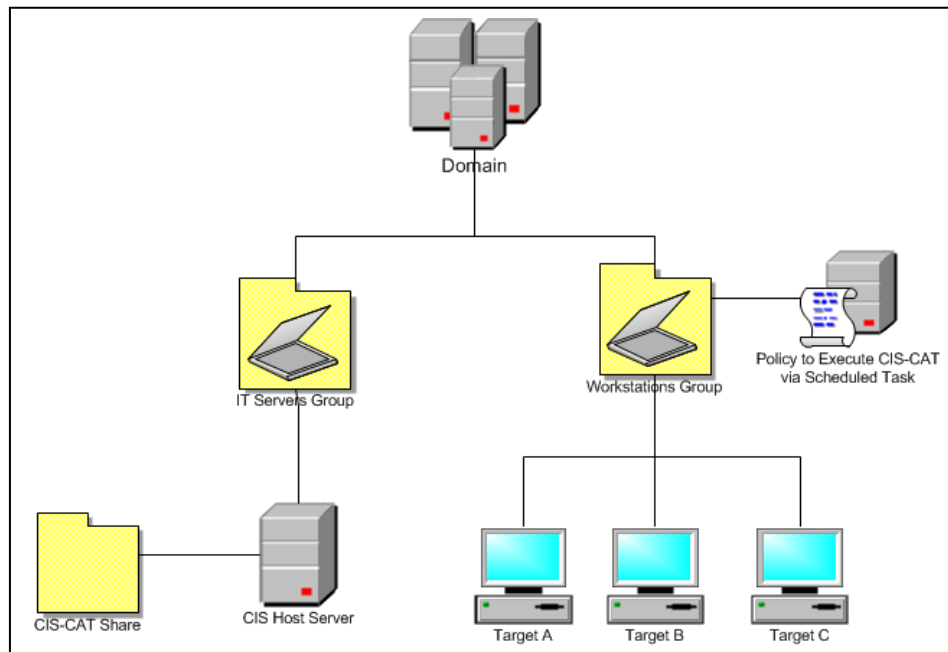 Domain
IT Servers Group
Workstations Group
Policy to Execute CIS-CAT
via Scheduled Task
CIS-CAT Share
CIS Host Server
Target A
Target B
Target C